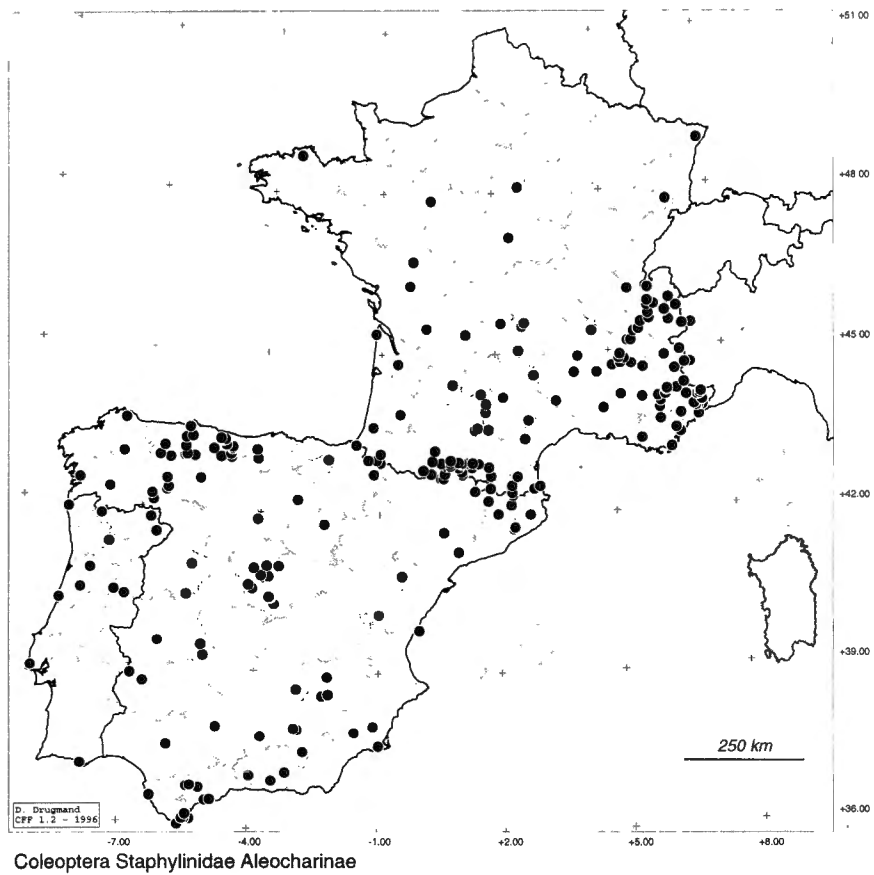 +51.00
+48.00
+45.00
+42.00
+39.00
250 km
D. Drugmand
CFF 1.2 - 1996
+36.00
-7.00 -4.00 -1.00 +2.00 +5.00 +8.00
Coleoptera Staphylinidae Aleocharinae